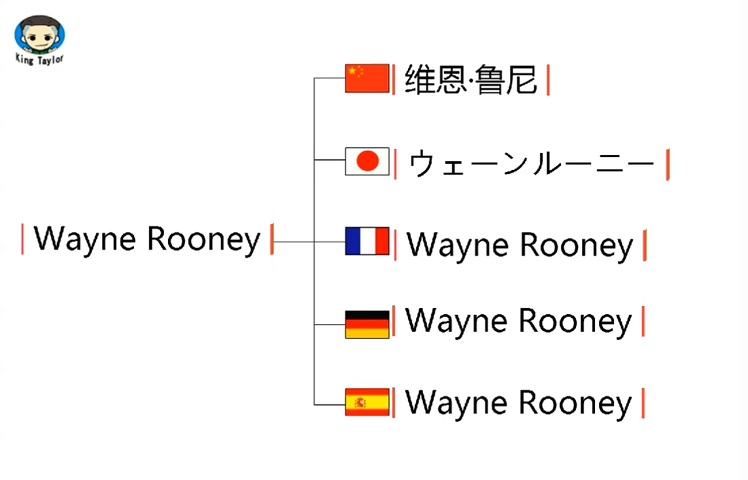 King Taylor
维恩·鲁尼
ウェーンルーニー
Wayne Rooney
Wayne Rooney
Wayne Rooney
Wayne Rooney